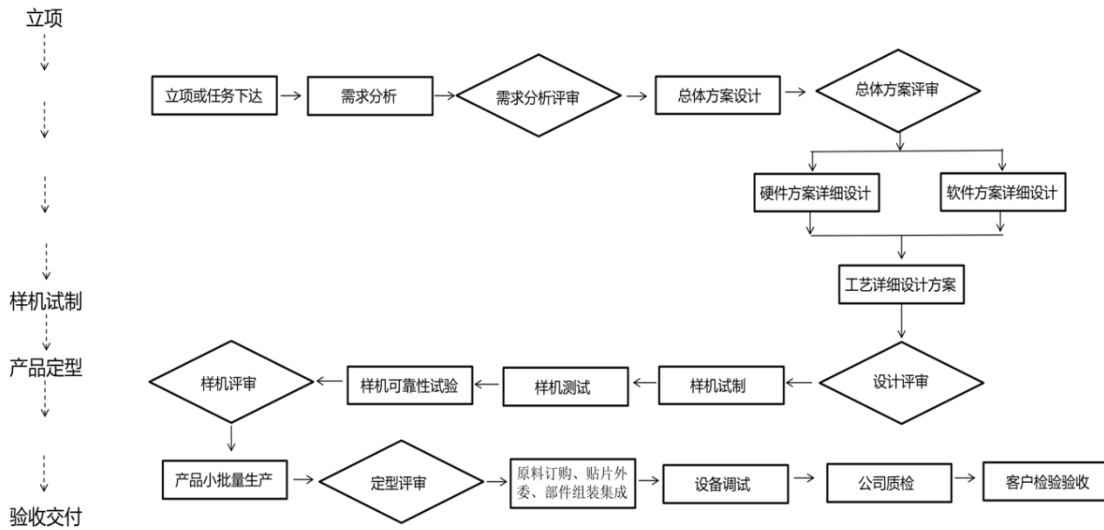 立项
立项或任务下达
需求分析
需求分析评审
总体方案设计
总体方案评审
硬件方案详细设计
软件方案详细设计
工艺详细设计方案
样机试制
产品定型
样机评审
样机可靠性试验
样机测试
样机试制
设计评审
产品小批量生产
定型评审
原料订购、贴片外
委、部件组装集成
设备调试
公司质检
客户检验验收
验收交付